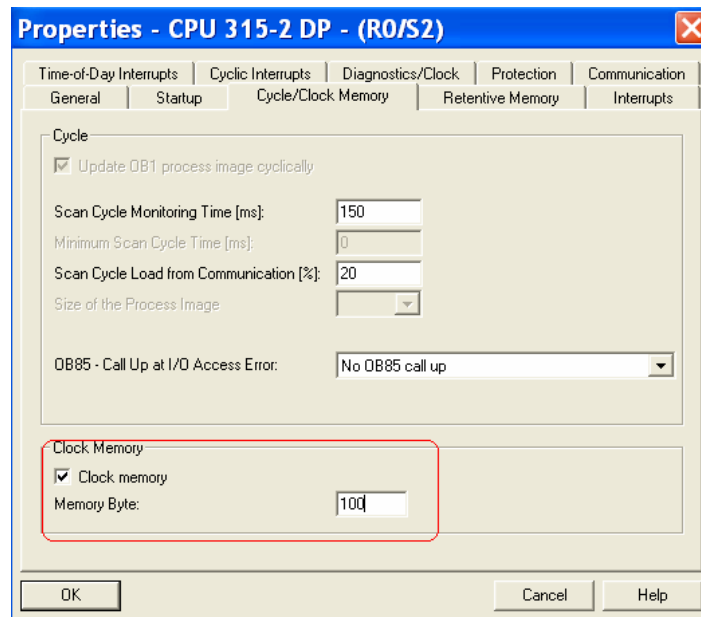 Properties - CPU 315-2 DP - (R0/S2)
Time-of-Day Interrupts Cyclic Interrupts Diagnostics/Clock Protection Communication
General Startup Cycle/Clock Memory Retentive Memory Interrupts
Cycle
Update OB1 process image cyclically
Scan Cycle Monitoring Time [ms]: 150
Minimum Scan Cycle Time [ms]: 0
Scan Cycle Load from Communication [%]: 20
Size of the Process Image
OB85 - Call Up at I/O Access Error: No OB85 call up
Clock Memory
Clock memory
Memory Byte: 100
OK Cancel Help